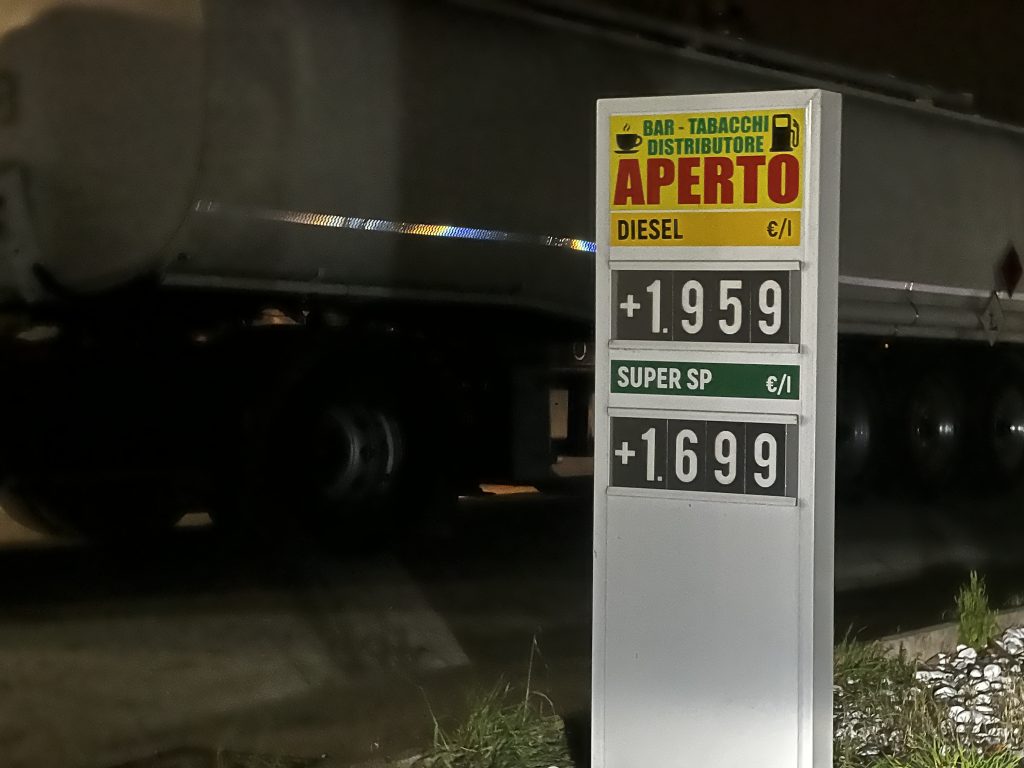 BAR - TABACCHI
DISTRIBUTORE
APERTO
DIESEL €/l
+1.959
SUPER SP €/l
+1.699